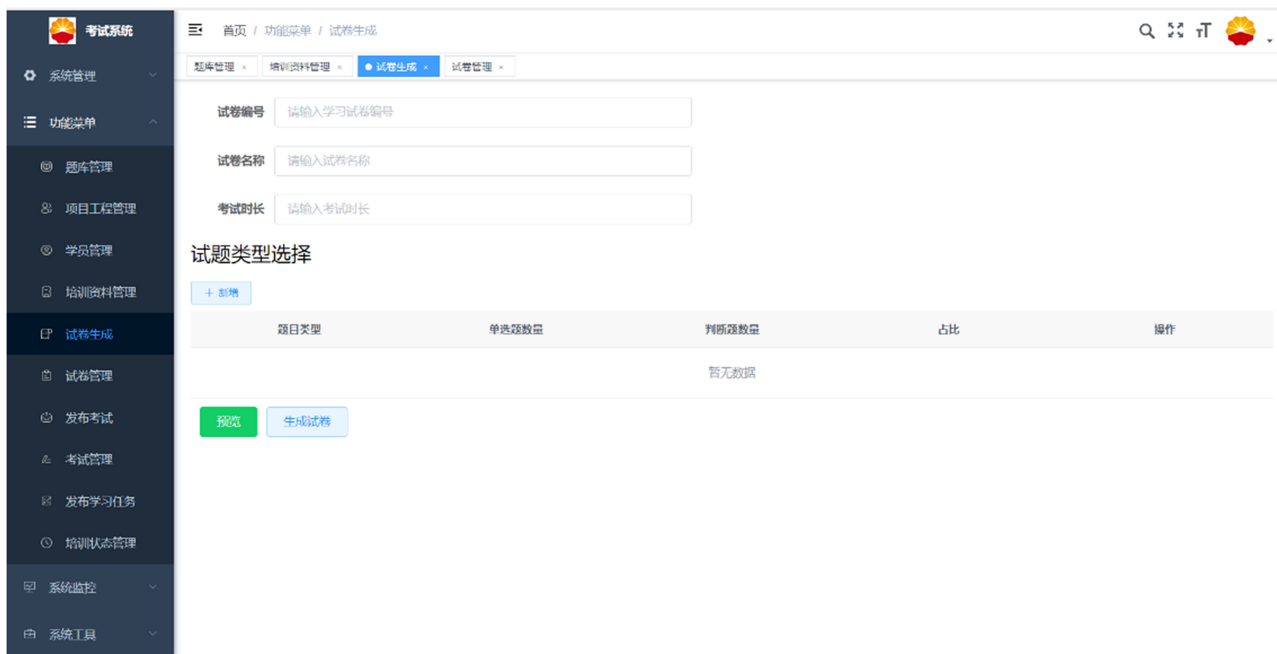 考试系统
首页 / 功能菜单 / 试卷生成
题库管理 × 培训资料管理 × 试卷生成 × 试卷管理 ×
系统管理
功能菜单
题库管理
项目工程管理
学员管理
培训资料管理
试卷生成
试卷管理
发布考试
考试管理
发布学习任务
培训状态管理
系统监控
系统工具
试卷编号 请输入学习试卷编号
试卷名称 请输入试卷名称
考试时长 请输入考试时长
试题类型选择
+ 新增
题目类型 单选题数量 判断题数量 占比 操作
暂无数据
预览 生成试卷